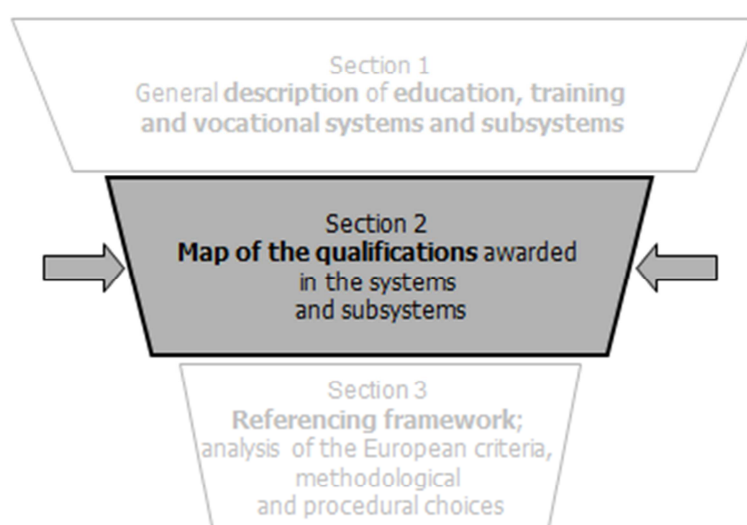 Section 1
General description of education, training
and vocational systems and subsystems
Section 2
Map of the qualifications awarded
in the systems
and subsystems
Section 3
Referencing framework;
analysis of the European criteria,
methodological
and procedural choices